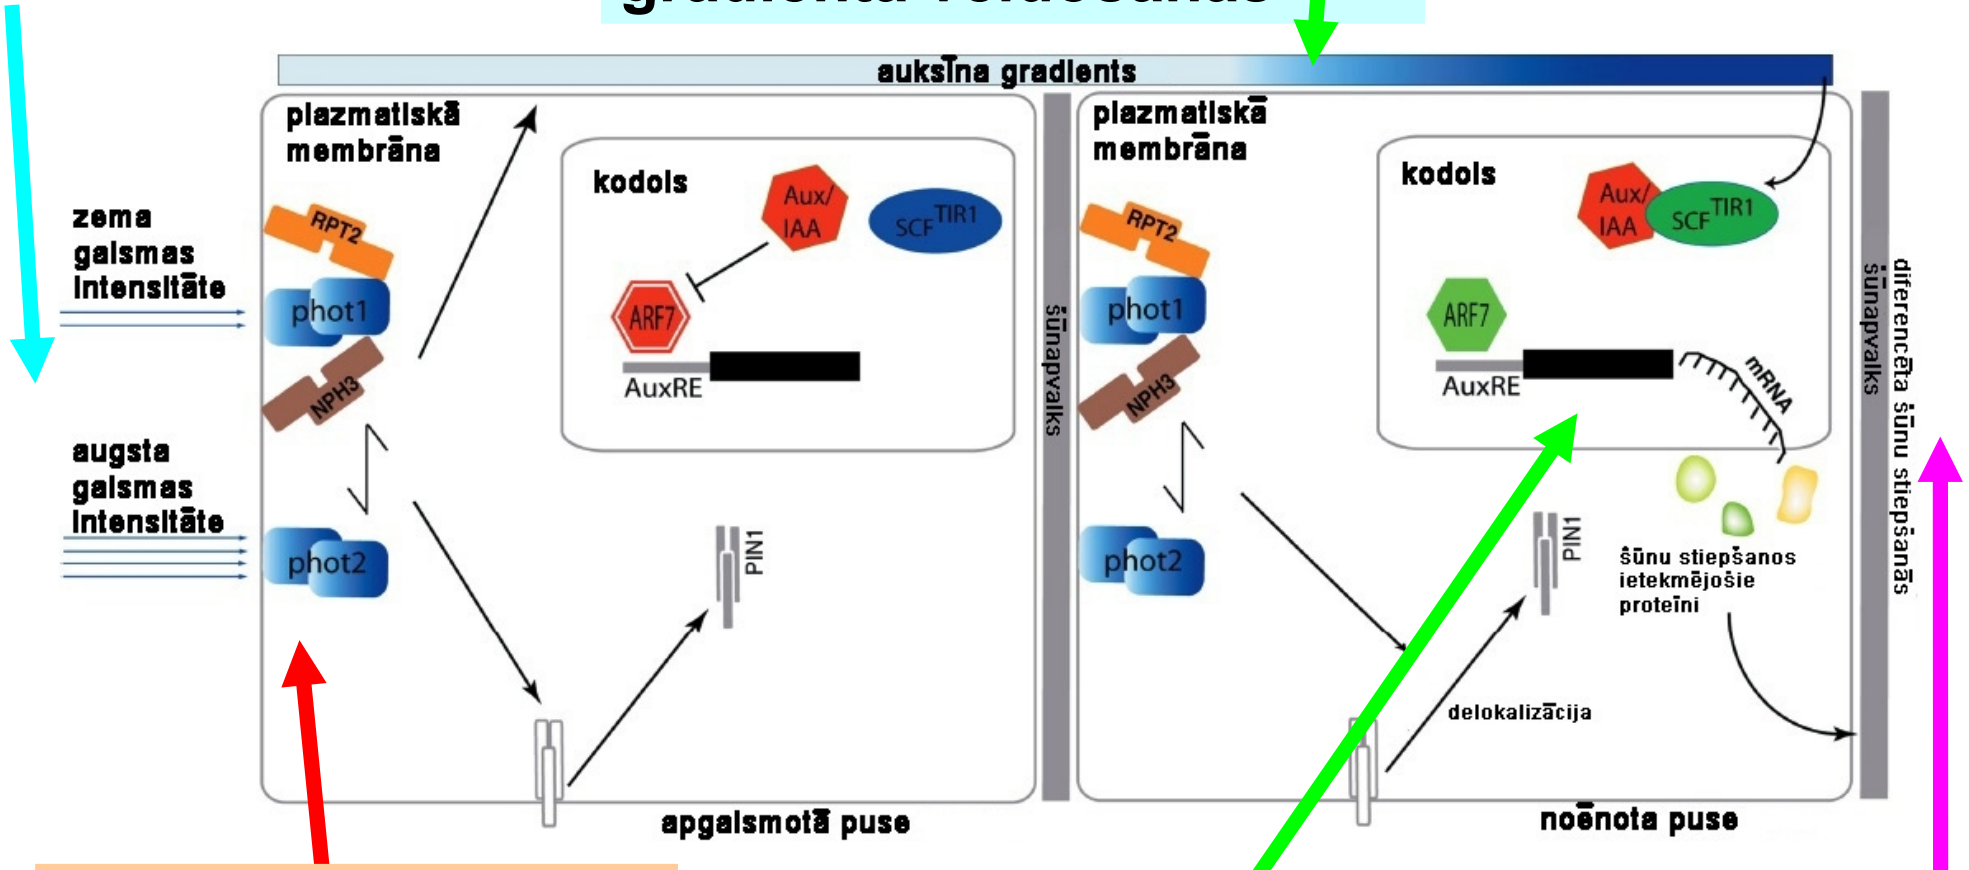 auksīna gradients
plazmatiskā
membrāna
kodols
Aux/
IAA
SCF TIR1
RPT2
phot1
NPH3
ARF7
AuxRE
phot2
PIN1
zema
gaismas
intensitāte
augsta
gaismas
intensitāte
apgaismotā puse
šūnapvalks
plazmatiskā
membrāna
kodols
Aux/
IAA
SCF TIR1
RPT2
phot1
NPH3
ARF7
AuxRE
mRNA
phot2
PIN1
šūnu stiepšanos
ietekmējošie
proteīni
delokalizācija
noēnota puse
šūnapvalks
diferencēta šūnu stiepšanās